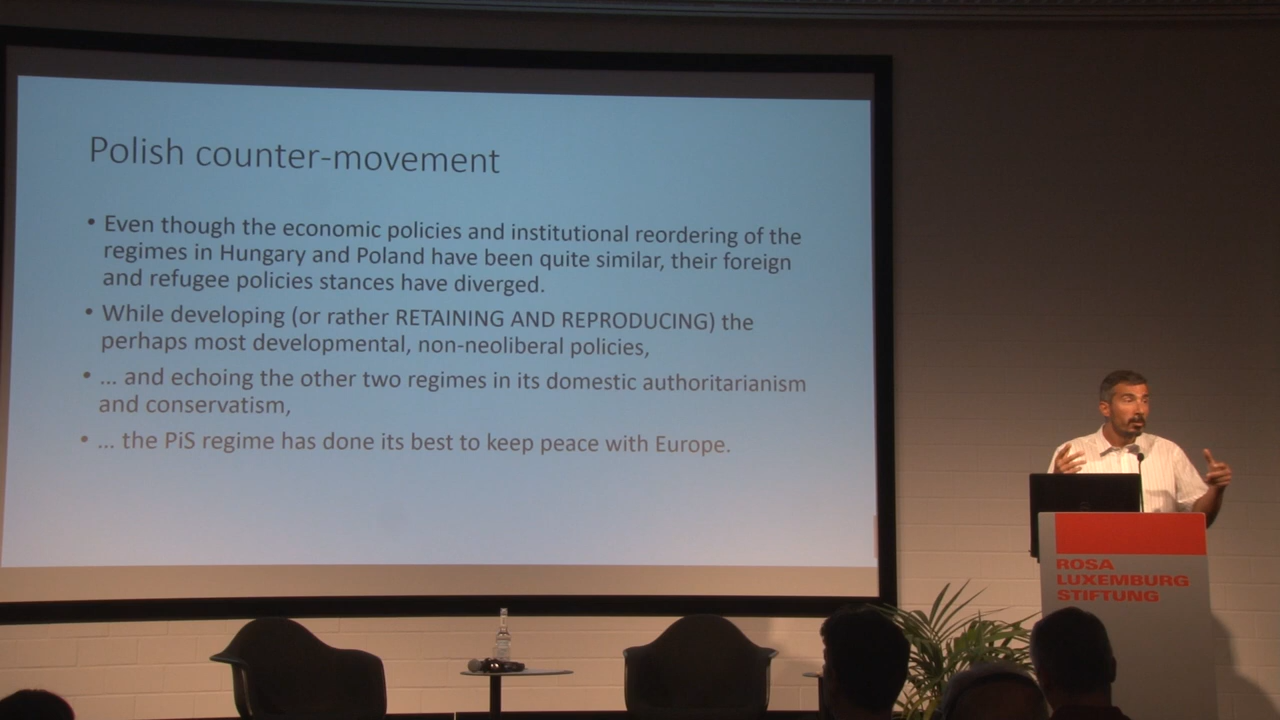 Polish counter-movement
• Even though the economic policies and institutional reordering of the
regimes in Hungary and Poland have been quite similar, their foreign
and refugee policies stances have diverged.
• While developing (or rather RETAINING AND REPRODUCING) the
perhaps most developmental, non-neoliberal policies,
• ... and echoing the other two regimes in its domestic authoritarianism
and conservatism,
• ... the PiS regime has done its best to keep peace with Europe.
ROSA
LUXEMBURG
STIFTUNG